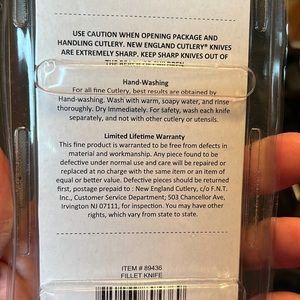 USE CAUTION WHEN OPENING PACKAGE AND
HANDLING CUTLERY. NEW ENGLAND CUTLERY® KNIVES
ARE EXTREMELY SHARP. KEEP SHARP KNIVES OUT OF
THE REACH OF CHILDREN
Hand-Washing
For all fine Cutlery, best results are obtained by
Hand-washing. Wash with warm, soapy water, and rinse
thoroughly. Dry Immediately. For safety, wash each knife
separately, and not with other cutlery or utensils.
Limited Lifetime Warranty
This fine product is warranted to be free from defects in
material and workmanship. Any piece found to be
defective under normal use and care will be repaired or
replaced at no charge with the same item or an item of
equal or better value. Defective pieces should be returned
first, postage prepaid to : New England Cutlery, c/o F.N.T.
Inc., Customer Service Department; 503 Chancellor Ave,
Irvington NJ 07111, for inspection. You may have other
rights, which vary from state to state.
ITEM # 89436
FILLET KNIFE